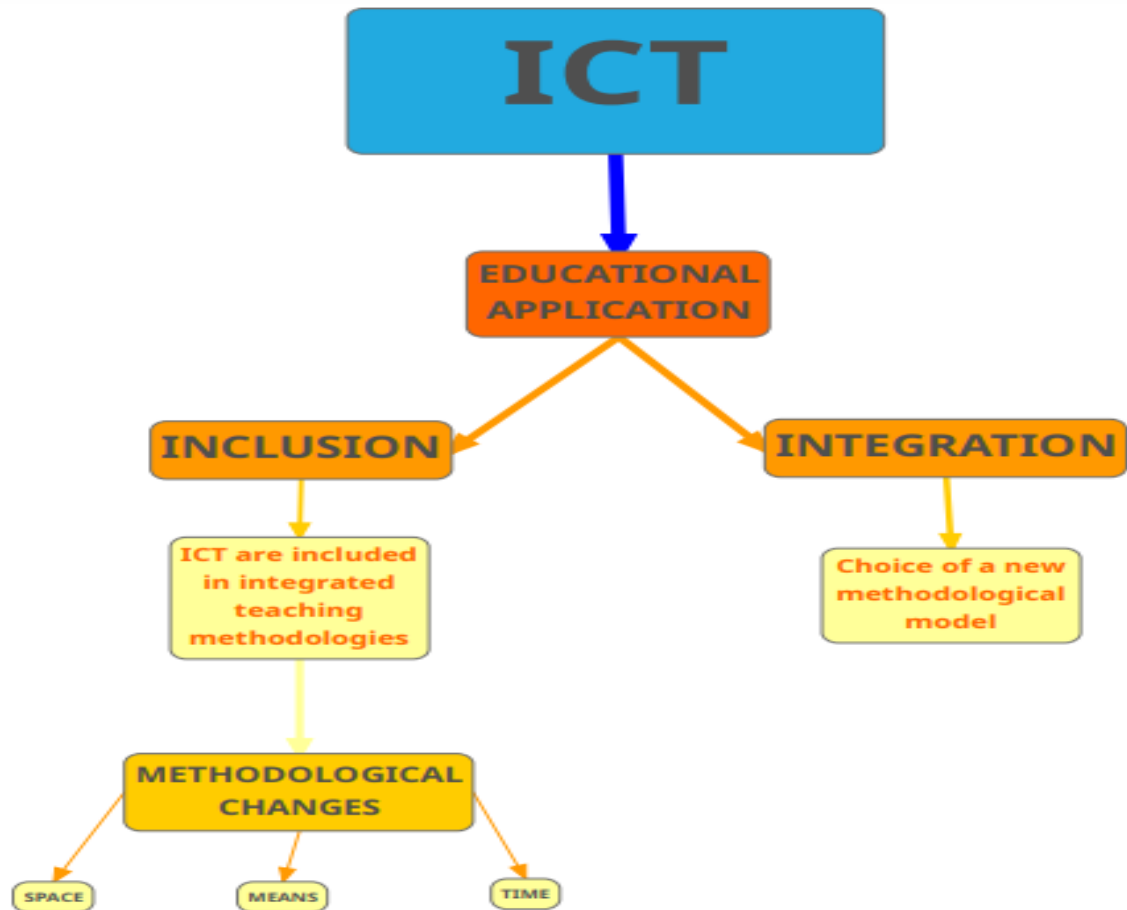 ICT
EDUCATIONAL
APPLICATION
INCLUSION
INTEGRATION
ICT are included
in integrated
teaching
methodologies
Choice of a new
methodological
model
METHODOLOGICAL
CHANGES
SPACE
MEANS
TIME